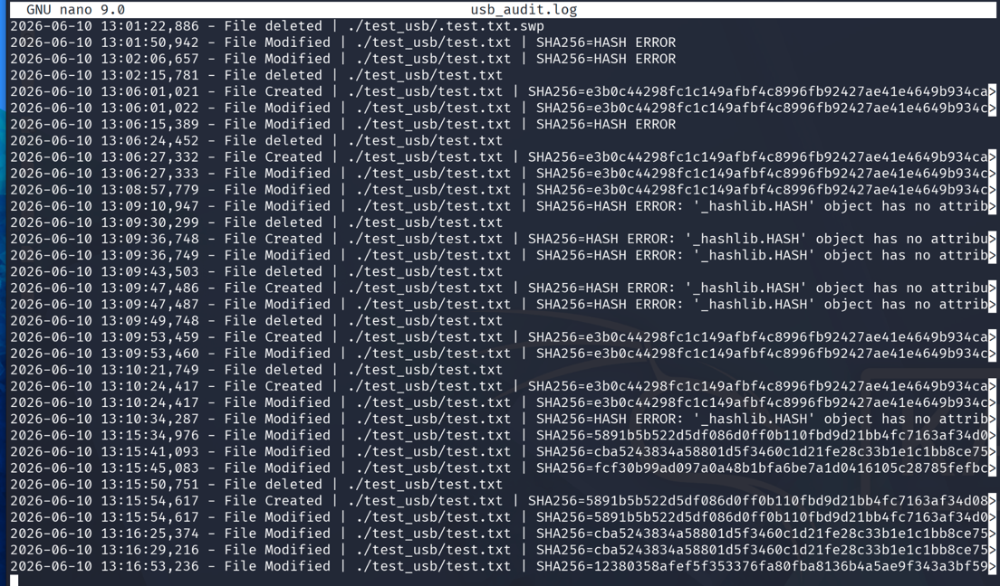 GNU nano 9.0 usb_audit.log
2026-06-10 13:01:22,886 - File deleted | ./test_usb/.test.txt.swp
2026-06-10 13:01:50,942 - File Modified | ./test_usb/test.txt | SHA256=HASH ERROR
2026-06-10 13:02:06,657 - File Modified | ./test_usb/test.txt | SHA256=HASH ERROR
2026-06-10 13:02:15,781 - File deleted | ./test_usb/test.txt
2026-06-10 13:06:01,021 - File Created | ./test_usb/test.txt | SHA256=e3b0c44298fc1c149afbf4c8996fb92427ae41e4649b934ca>
2026-06-10 13:06:01,022 - File Modified | ./test_usb/test.txt | SHA256=e3b0c44298fc1c149afbf4c8996fb92427ae41e4649b934c>
2026-06-10 13:06:15,389 - File Modified | ./test_usb/test.txt | SHA256=HASH ERROR
2026-06-10 13:06:24,452 - File deleted | ./test_usb/test.txt
2026-06-10 13:06:27,332 - File Created | ./test_usb/test.txt | SHA256=e3b0c44298fc1c149afbf4c8996fb92427ae41e4649b934ca>
2026-06-10 13:06:27,333 - File Modified | ./test_usb/test.txt | SHA256=e3b0c44298fc1c149afbf4c8996fb92427ae41e4649b934c>
2026-06-10 13:08:57,779 - File Modified | ./test_usb/test.txt | SHA256=e3b0c44298fc1c149afbf4c8996fb92427ae41e4649b934c>
2026-06-10 13:09:10,947 - File Modified | ./test_usb/test.txt | SHA256=HASH ERROR: '_hashlib.HASH' object has no attrib>
2026-06-10 13:09:30,299 - File deleted | ./test_usb/test.txt
2026-06-10 13:09:36,748 - File Created | ./test_usb/test.txt | SHA256=HASH ERROR: '_hashlib.HASH' object has no attribu>
2026-06-10 13:09:36,749 - File Modified | ./test_usb/test.txt | SHA256=HASH ERROR: '_hashlib.HASH' object has no attrib>
2026-06-10 13:09:43,503 - File deleted | ./test_usb/test.txt
2026-06-10 13:09:47,486 - File Created | ./test_usb/test.txt | SHA256=HASH ERROR: '_hashlib.HASH' object has no attribu>
2026-06-10 13:09:47,487 - File Modified | ./test_usb/test.txt | SHA256=HASH ERROR: '_hashlib.HASH' object has no attrib>
2026-06-10 13:09:49,748 - File deleted | ./test_usb/test.txt
2026-06-10 13:09:53,459 - File Created | ./test_usb/test.txt | SHA256=e3b0c44298fc1c149afbf4c8996fb92427ae41e4649b934ca>
2026-06-10 13:09:53,460 - File Modified | ./test_usb/test.txt | SHA256=e3b0c44298fc1c149afbf4c8996fb92427ae41e4649b934c>
2026-06-10 13:10:21,749 - File deleted | ./test_usb/test.txt
2026-06-10 13:10:24,417 - File Created | ./test_usb/test.txt | SHA256=e3b0c44298fc1c149afbf4c8996fb92427ae41e4649b934ca>
2026-06-10 13:10:24,417 - File Modified | ./test_usb/test.txt | SHA256=e3b0c44298fc1c149afbf4c8996fb92427ae41e4649b934c>
2026-06-10 13:10:34,287 - File Modified | ./test_usb/test.txt | SHA256=HASH ERROR: '_hashlib.HASH' object has no attrib>
2026-06-10 13:15:34,976 - File Modified | ./test_usb/test.txt | SHA256=5891b5b522d5df086d0ff0b110fbd9d21bb4fc7163af34d0>
2026-06-10 13:15:41,093 - File Modified | ./test_usb/test.txt | SHA256=cba5243834a58801d5f3460c1d21fe28c33b1e1c1bb8ce75>
2026-06-10 13:15:45,083 - File Modified | ./test_usb/test.txt | SHA256=fcf30b99ad097a0a48b1bfa6be7a1d0416105c28785fefbc>
2026-06-10 13:15:50,751 - File deleted | ./test_usb/test.txt
2026-06-10 13:15:54,617 - File Created | ./test_usb/test.txt | SHA256=5891b5b522d5df086d0ff0b110fbd9d21bb4fc7163af34d08>
2026-06-10 13:15:54,617 - File Modified | ./test_usb/test.txt | SHA256=5891b5b522d5df086d0ff0b110fbd9d21bb4fc7163af34d0>
2026-06-10 13:16:25,374 - File Modified | ./test_usb/test.txt | SHA256=cba5243834a58801d5f3460c1d21fe28c33b1e1c1bb8ce75>
2026-06-10 13:16:29,216 - File Modified | ./test_usb/test.txt | SHA256=cba5243834a58801d5f3460c1d21fe28c33b1e1c1bb8ce75>
2026-06-10 13:16:53,236 - File Modified | ./test_usb/test.txt | SHA256=12380358afef5f353376fa80fba8136b4a5ae9f343a3bf59>